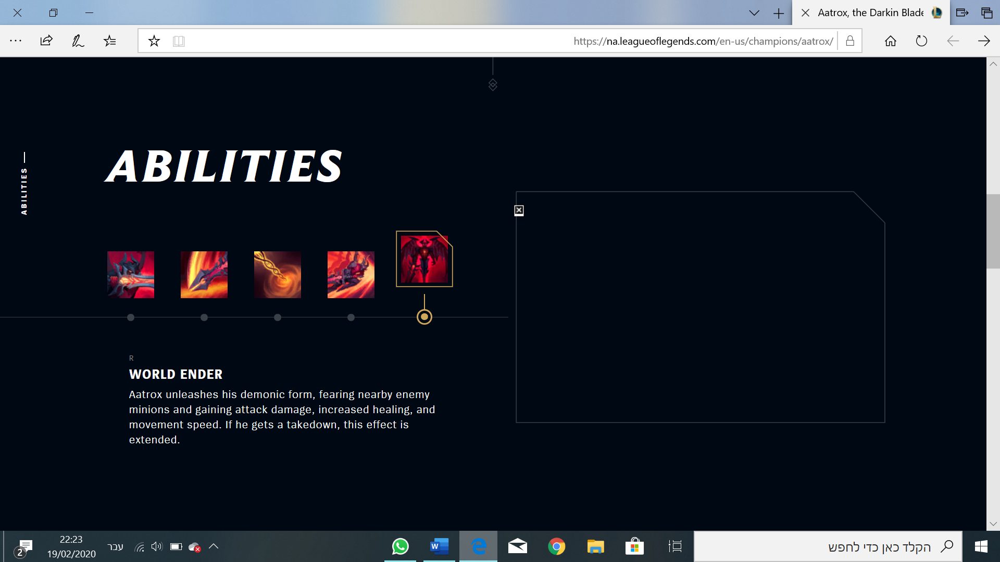 Aatrox, the Darkin Blade
https://na.leagueoflegends.com/en-us/champions/aatrox/
ABILITIES
ABILITIES
R
WORLD ENDER
Aatrox unleashes his demonic form, fearing nearby enemy
minions and gaining attack damage, increased healing, and
movement speed. If he gets a takedown, this effect is
extended.
2
22:23
19/02/2020
עבר
W
הקלד כאן כדי לחפש